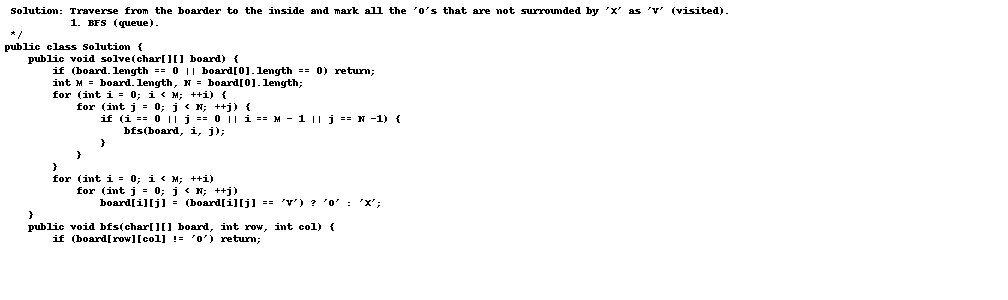 Solution: Traverse from the boarder to the inside and mark all the 'O's that are not surrounded by 'X' as 'V' (visited).
1. BFS (queue).
*/
public class Solution {
public void solve(char[][] board) {
if (board.length == 0 || board[0].length == 0) return;
int M = board.length, N = board[0].length;
for (int i = 0; i < M; ++i) {
for (int j = 0; j < N; ++j) {
if (i == 0 || j == 0 || i == M - 1 || j == N -1) {
bfs(board, i, j);
}
}
}
for (int i = 0; i < M; ++i)
for (int j = 0; j < N; ++j)
board[i][j] = (board[i][j] == 'V') ? 'O' : 'X';
}
public void bfs(char[][] board, int row, int col) {
if (board[row][col] != 'O') return;